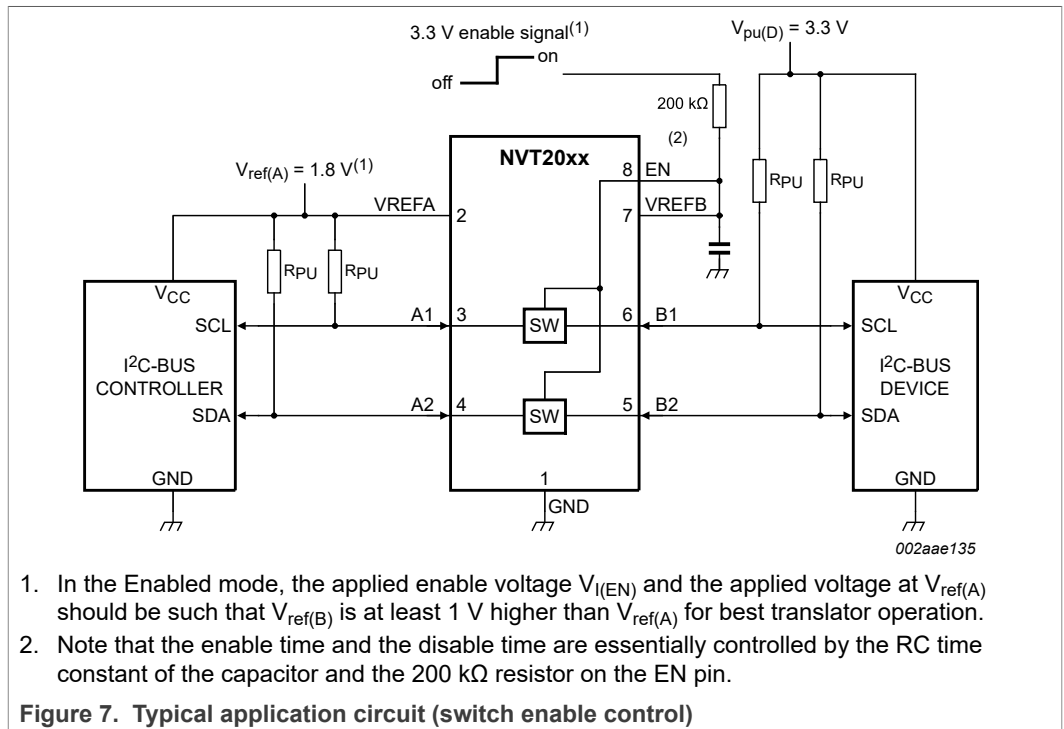 3.3 V enable signal(1)
on
off
Vpu(D) = 3.3 V
200 kΩ
(2)
NVT20xx
8
EN
RPU
RPU
Vref(A) = 1.8 V(1)
VREFA
2
7
VREFB
RPU
RPU
VCC
VCC
SCL
A1
3
SW
6
B1
SCL
I2C-BUS
CONTROLLER
I2C-BUS
DEVICE
SDA
A2
4
SW
5
B2
SDA
GND
1
GND
GND
002aae135
1. In the Enabled mode, the applied enable voltage VI(EN) and the applied voltage at Vref(A)
should be such that Vref(B) is at least 1 V higher than Vref(A) for best translator operation.
2. Note that the enable time and the disable time are essentially controlled by the RC time
constant of the capacitor and the 200 kΩ resistor on the EN pin.
Figure 7. Typical application circuit (switch enable control)